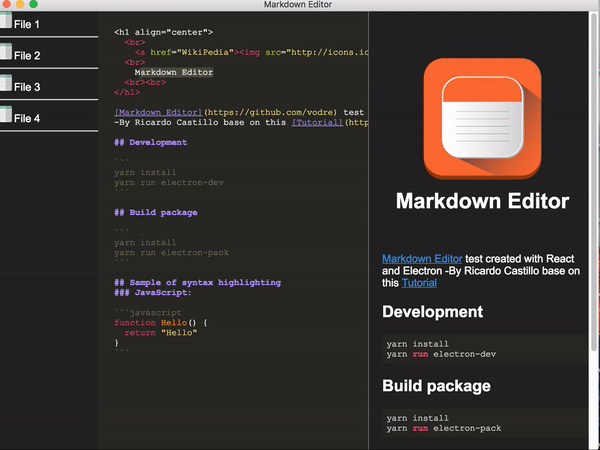 Markdown Editor
File 1
File 2
File 3
File 4
<h1 align="center">
<br>
<a href="WikiPedia"><img src="http://icons.ic
<br>
Markdown Editor
<br><br>
</h1>
[Markdown Editor](https://github.com/vodre) test
-By Ricardo Castillo base on this [Tutorial](http
## Development
```
yarn install
yarn run electron-dev
```
## Build package
```
yarn install
yarn run electron-pack
```
## Sample of syntax highlighting
### JavaScript:
```javascript
function Hello() {
return "Hello"
}
```
Markdown Editor
Markdown Editor test created with React
and Electron -By Ricardo Castillo base on
this Tutorial
Development
yarn install
yarn run electron-dev
Build package
yarn install
yarn run electron-pack